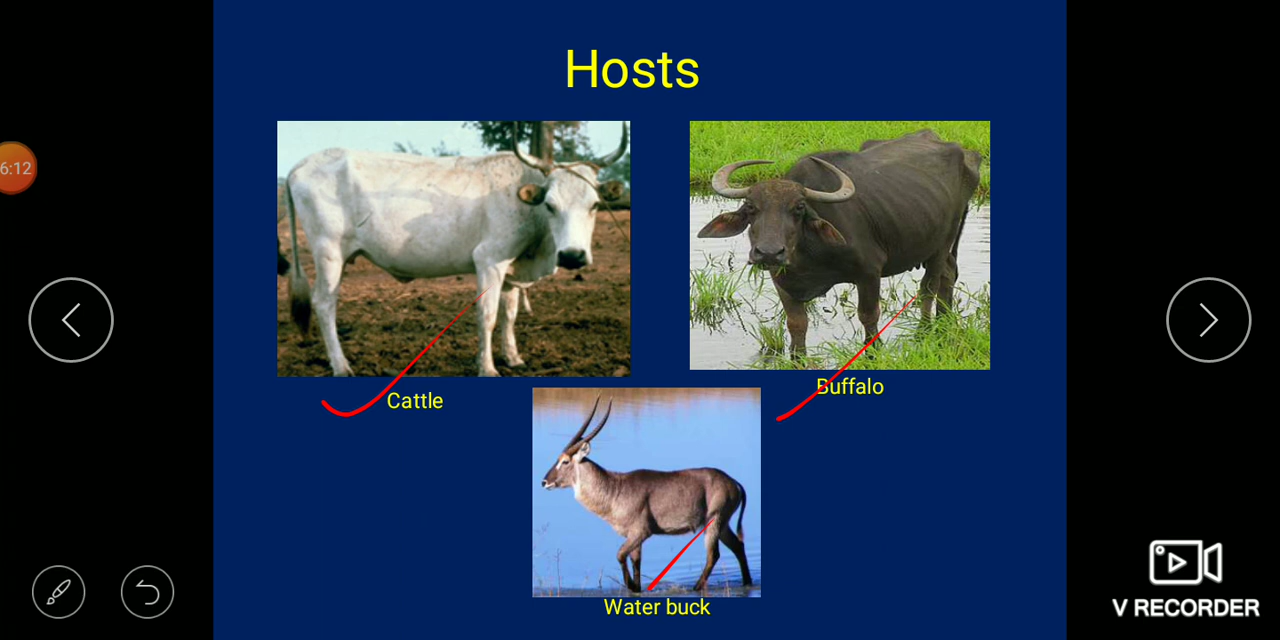 Hosts
6:12
Cattle
Buffalo
Water buck
V RECORDER